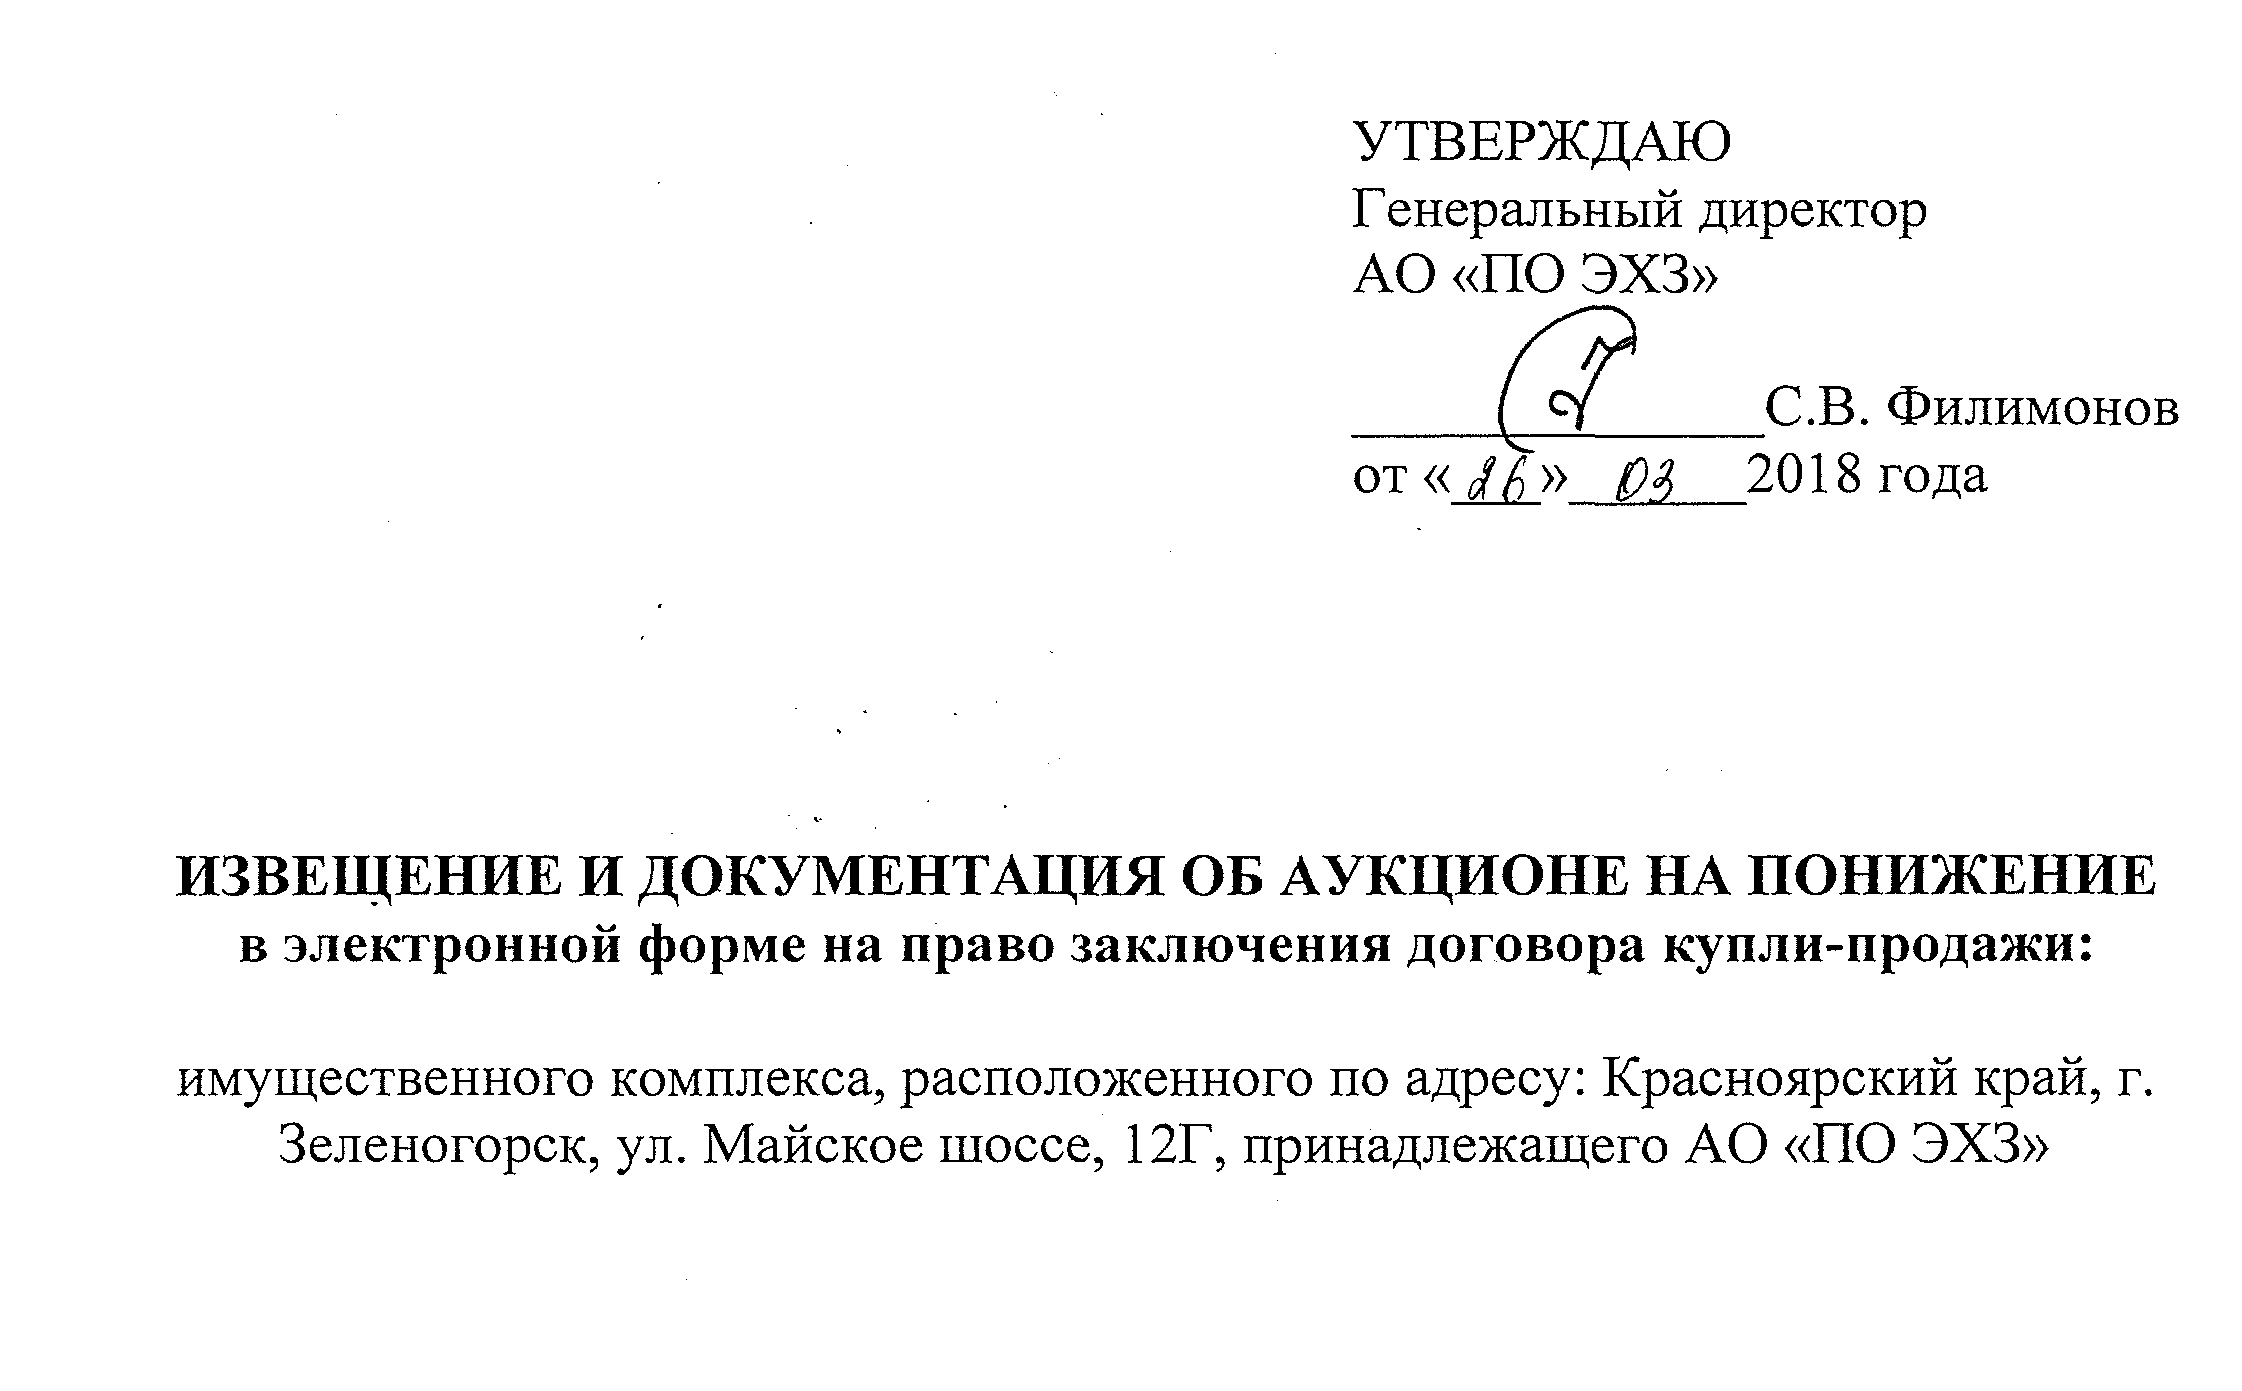 УТВЕРЖДАЮ
Генеральный директор
АО «ПО ЭХЗ»
С.В. Филимонов
от «26» 03 2018 года
ИЗВЕЩЕНИЕ И ДОКУМЕНТАЦИЯ ОБ АУКЦИОНЕ НА ПОНИЖЕНИЕ
в электронной форме на право заключения договора купли-продажи:
имущественного комплекса, расположенного по адресу: Красноярский край, г.
Зеленогорск, ул. Майское шоссе, 12Г, принадлежащего АО «ПО ЭХЗ»